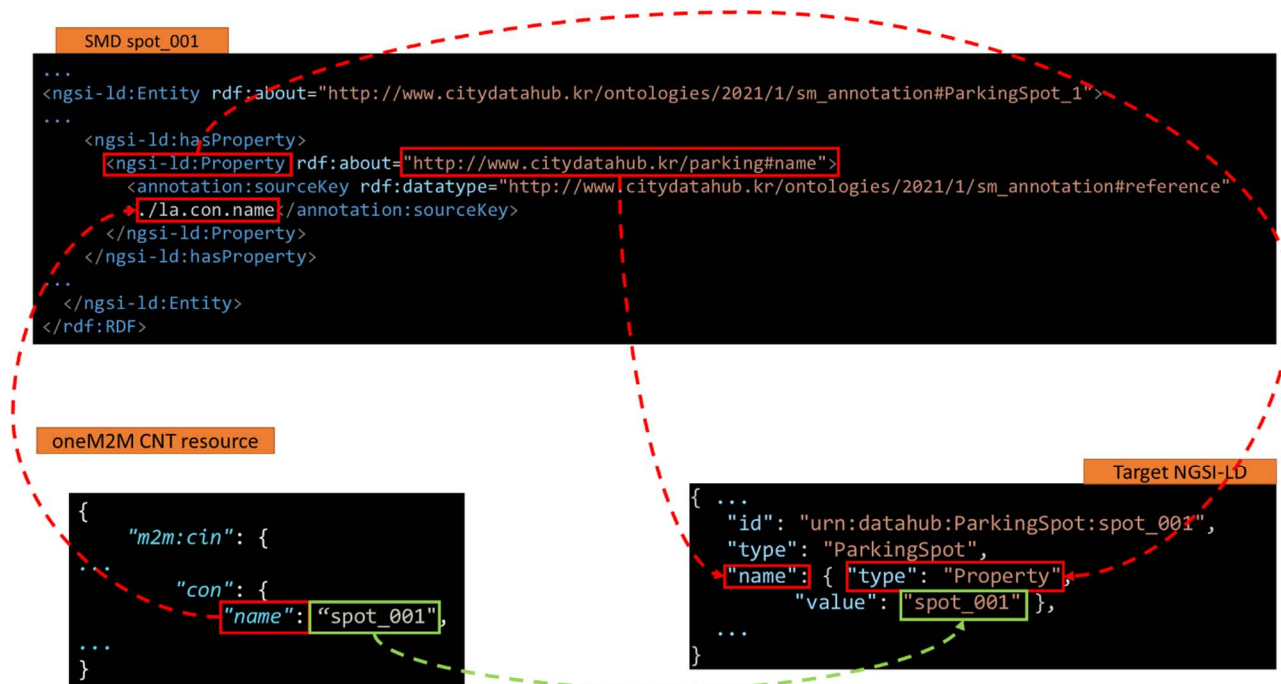 SMD spot_001
...
<ngsi-ld:Entity rdf:about="http://www.citydatahub.kr/ontologies/2021/1/sm_annotation#ParkingSpot_1">
...
<ngsi-ld:hasProperty>
<ngsi-ld:Property rdf:about="http://www.citydatahub.kr/parking#name">
<annotation:sourceKey rdf:datatype="http://www.citydatahub.kr/ontologies/2021/1/sm_annotation#reference"
./la.con.name</annotation:sourceKey>
</ngsi-ld:Property>
</ngsi-ld:hasProperty>
...
</ngsi-ld:Entity>
</rdf:RDF>
oneM2M CNT resource
{
"m2m:cin": {
...
"con": {
"name": “spot_001",
...
}
Target NGSI-LD
{ ...
"id": "urn:datahub:ParkingSpot:spot_001",
"type": "ParkingSpot",
"name": { "type": "Property",
"value": "spot_001" },
...
}